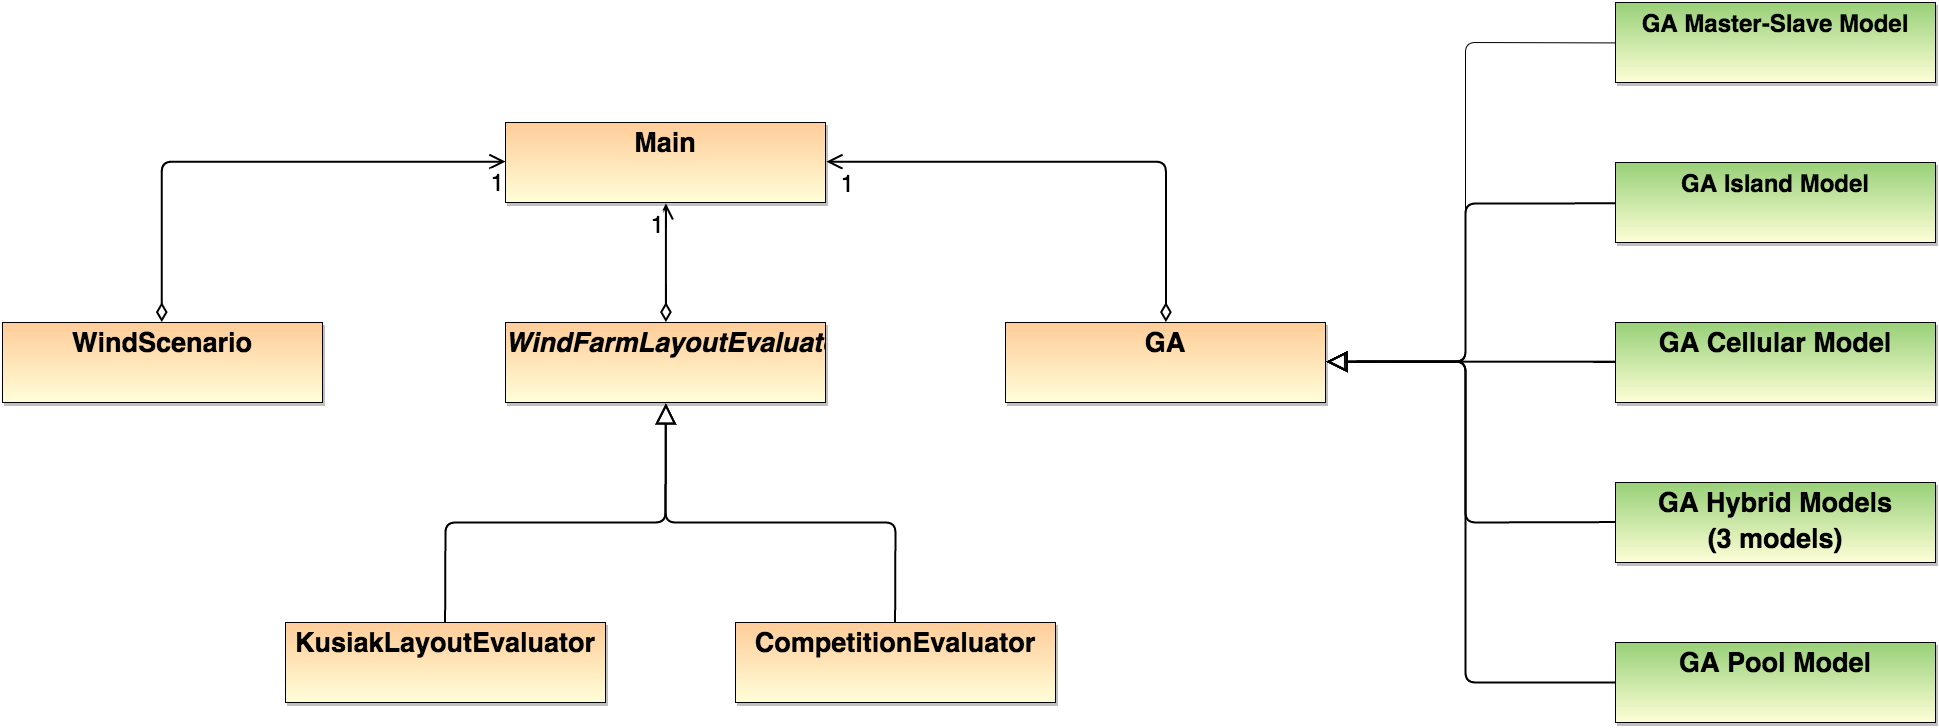 GA Master-Slave Model
Main
GA Island Model
1
1
1
WindScenario
WindFarmLayoutEvaluat
GA
GA Cellular Model
GA Hybrid Models
(3 models)
KusiakLayoutEvaluator
CompetitionEvaluator
GA Pool Model